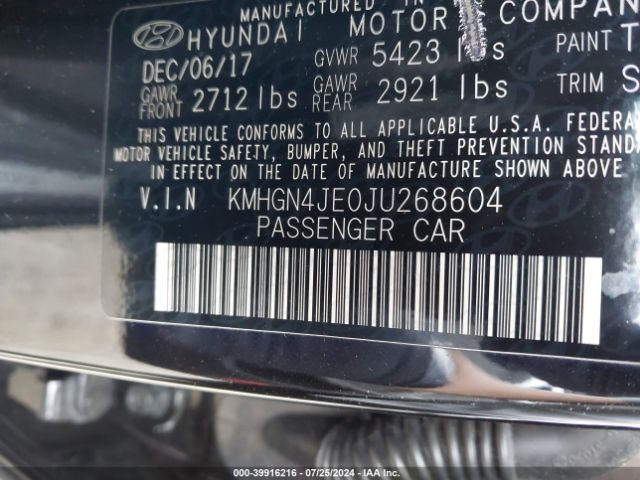 MANUFACTURED IN
HYUNDAI MOTOR COMPAN
DEC/06/17 GVWR 5423 lbs PAINT T
GAWR FRONT 2712 lbs GAWR REAR 2921 lbs TRIM S
THIS VEHICLE CONFORMS TO ALL APPLICABLE U.S.A. FEDERA
MOTOR VEHICLE SAFETY, BUMPER, AND THEFT PREVENTION STANDA
IN EFFECT ON THE DATE OF MANUFACTURE SHOWN ABOVE.
V.I.N KMHGN4JE0JU268604
PASSENGER CAR
000-39916216 - 07/25/2024 - IAA Inc.